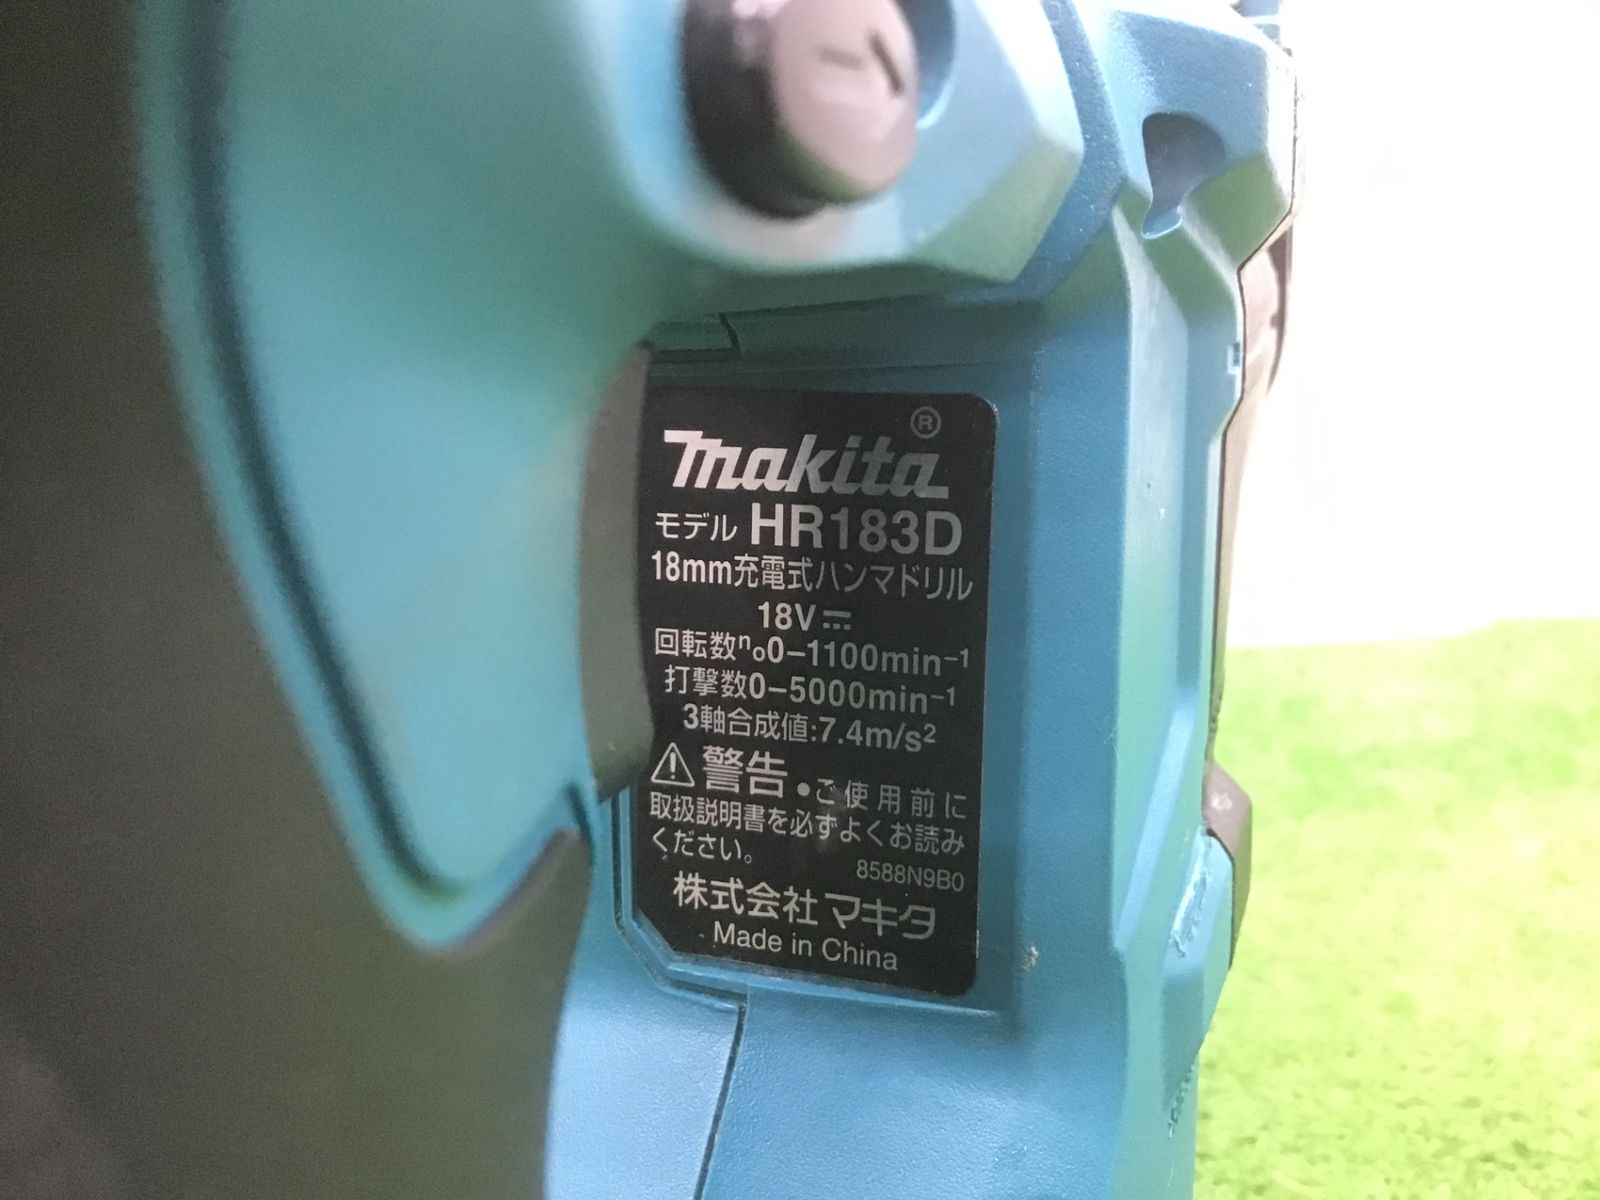 makita®
モデル HR183D
18mm充電式ハンマドリル
18V⎓
回転数n₀0-1100min⁻¹
打撃数0-5000min⁻¹
3軸合成値:7.4m/s²
⚠警告 ●ご使用前に
取扱説明書を必ずよくお読み
ください。
8588N9B0
株式会社マキタ
Made in China